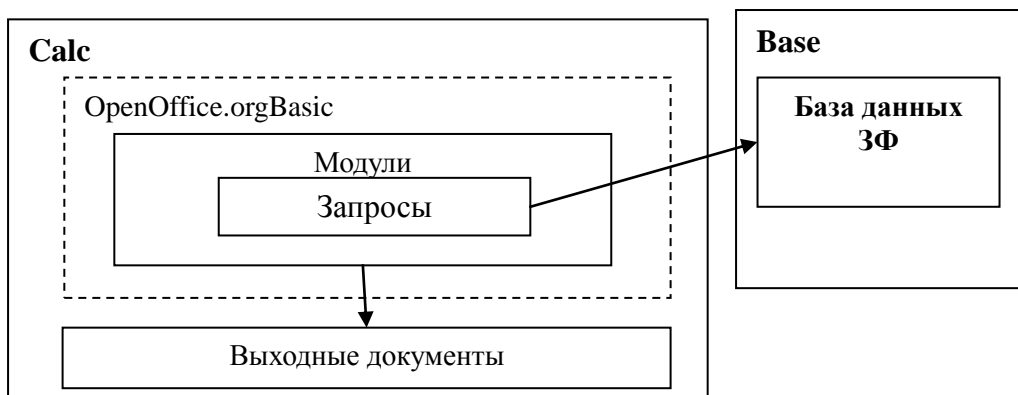 Calc
OpenOffice.orgBasic
Модули
Запросы
Выходные документы
Base
База данных
ЗФ